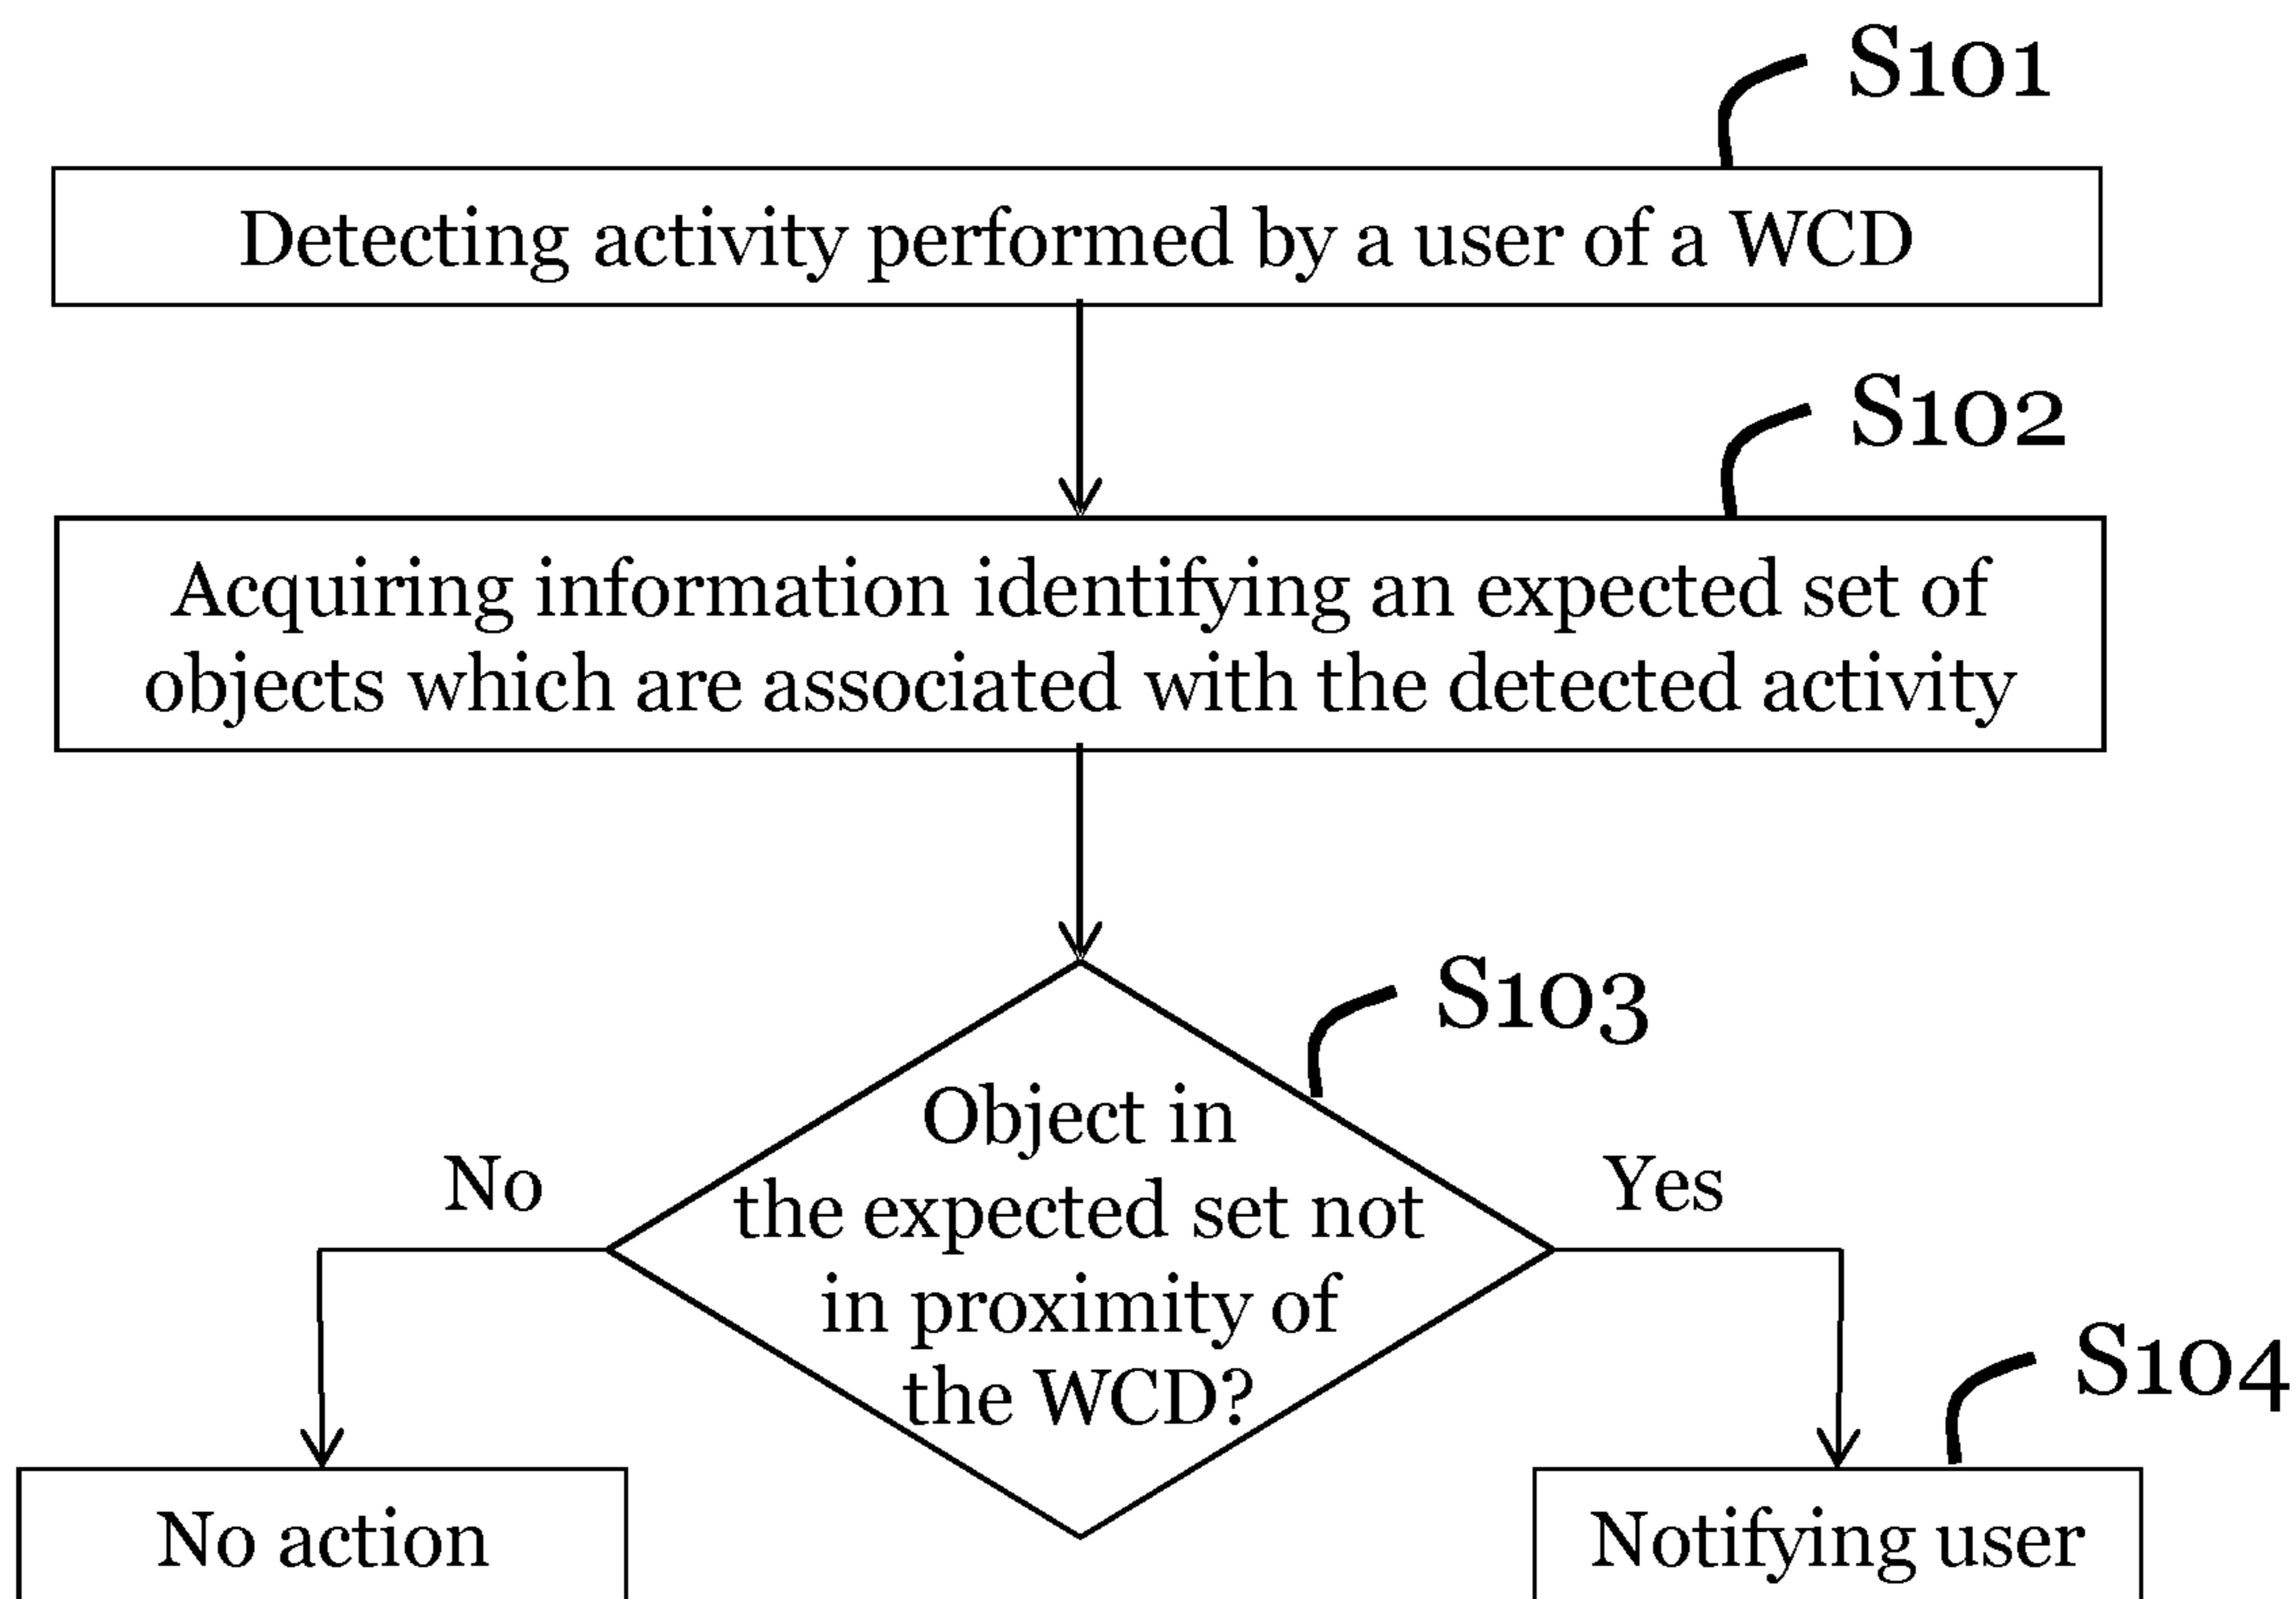 S101
Detecting activity performed by a user of a WCD
S102
Acquiring information identifying an expected set of
objects which are associated with the detected activity
S103
Object in
the expected set not
in proximity of
the WCD?
No
Yes
S104
No action
Notifying user